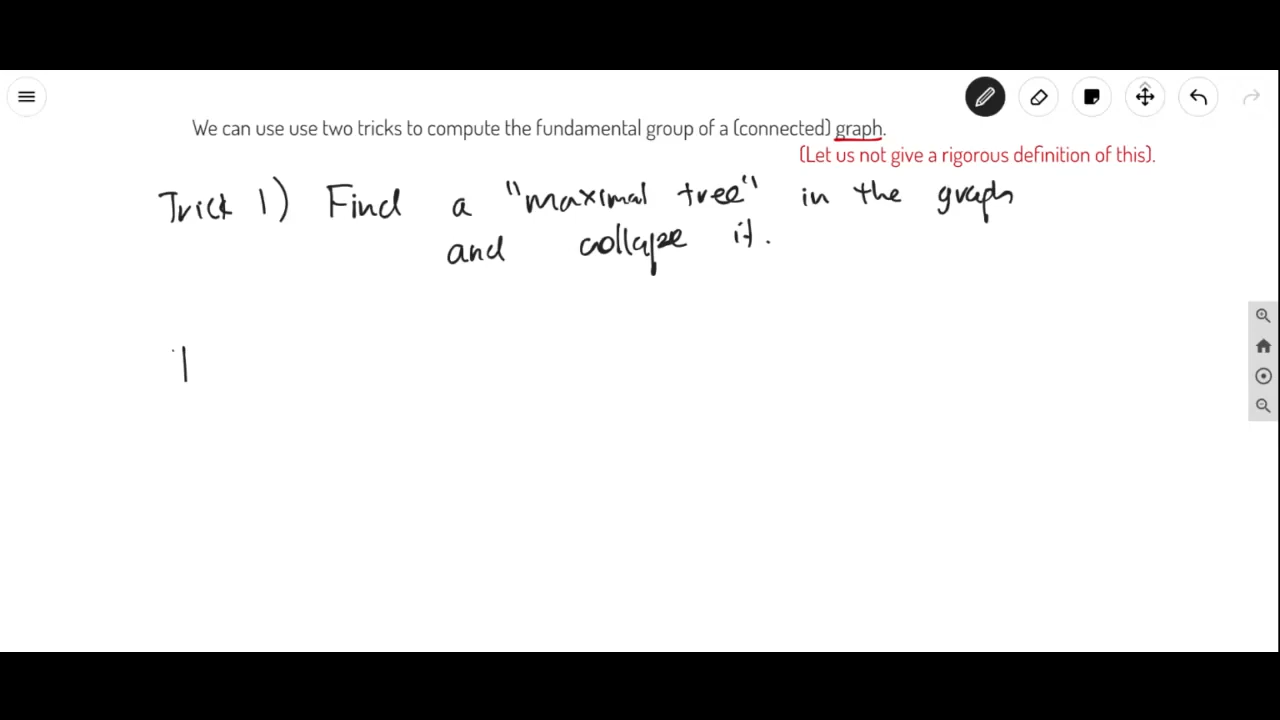 We can use use two tricks to compute the fundamental group of a (connected) graph.
(Let us not give a rigorous definition of this).
Trick 1) Find a "maximal tree" in the graph
and collapse it.